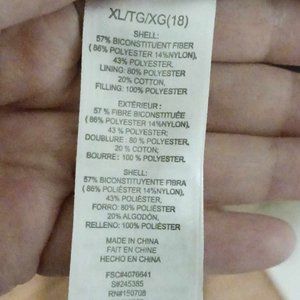 XL/TG/XG(18)
SHELL:
57% BICONSTITUENT FIBER
( 86% POLYESTER 14%NYLON),
43% POLYESTER,
LINING: 80% POLYESTER
20% COTTON,
FILLING: 100% POLYESTER
EXTÉRIEUR :
57 % FIBRE BICONSTITUÉE
( 86% POLYESTER 14%NYLON),
43 % POLYESTER;
DOUBLURE : 80 % POLYESTER,
20 % COTON;
BOURRE : 100 % POLYESTER.
SHELL:
57% BICONSTITUENTE FIBRA
( 86% POLIÉSTER 14%NYLON),
43% POLIÉSTER,
FORRO: 80% POLIÉSTER
20% ALGODÓN,
RELLENO: 100% POLIÉSTER
MADE IN CHINA
FAIT EN CHINE
HECHO EN CHINA
FSC#4076641
S#245385
RN#150708